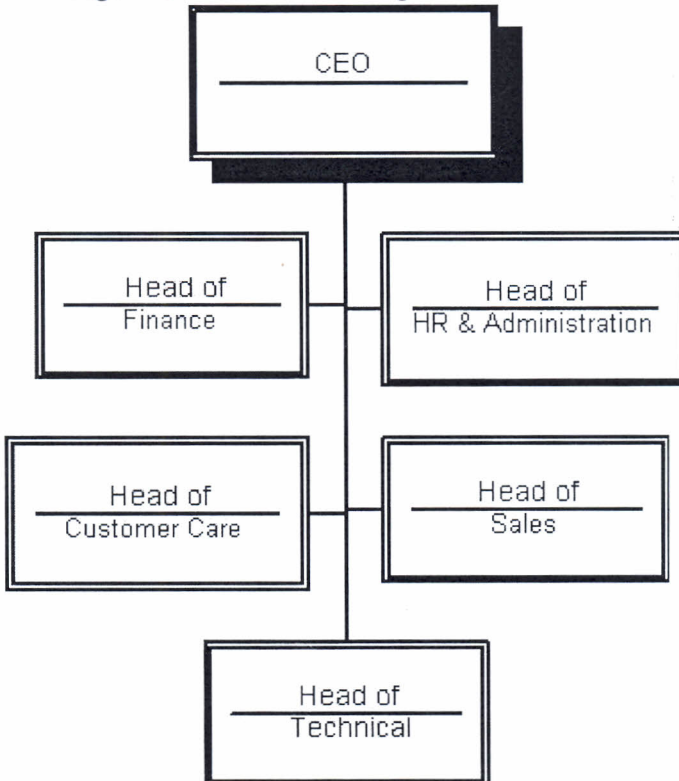 CEO
Head of
Finance
Head of
HR & Administration
Head of
Customer Care
Head of
Sales
Head of
Technical